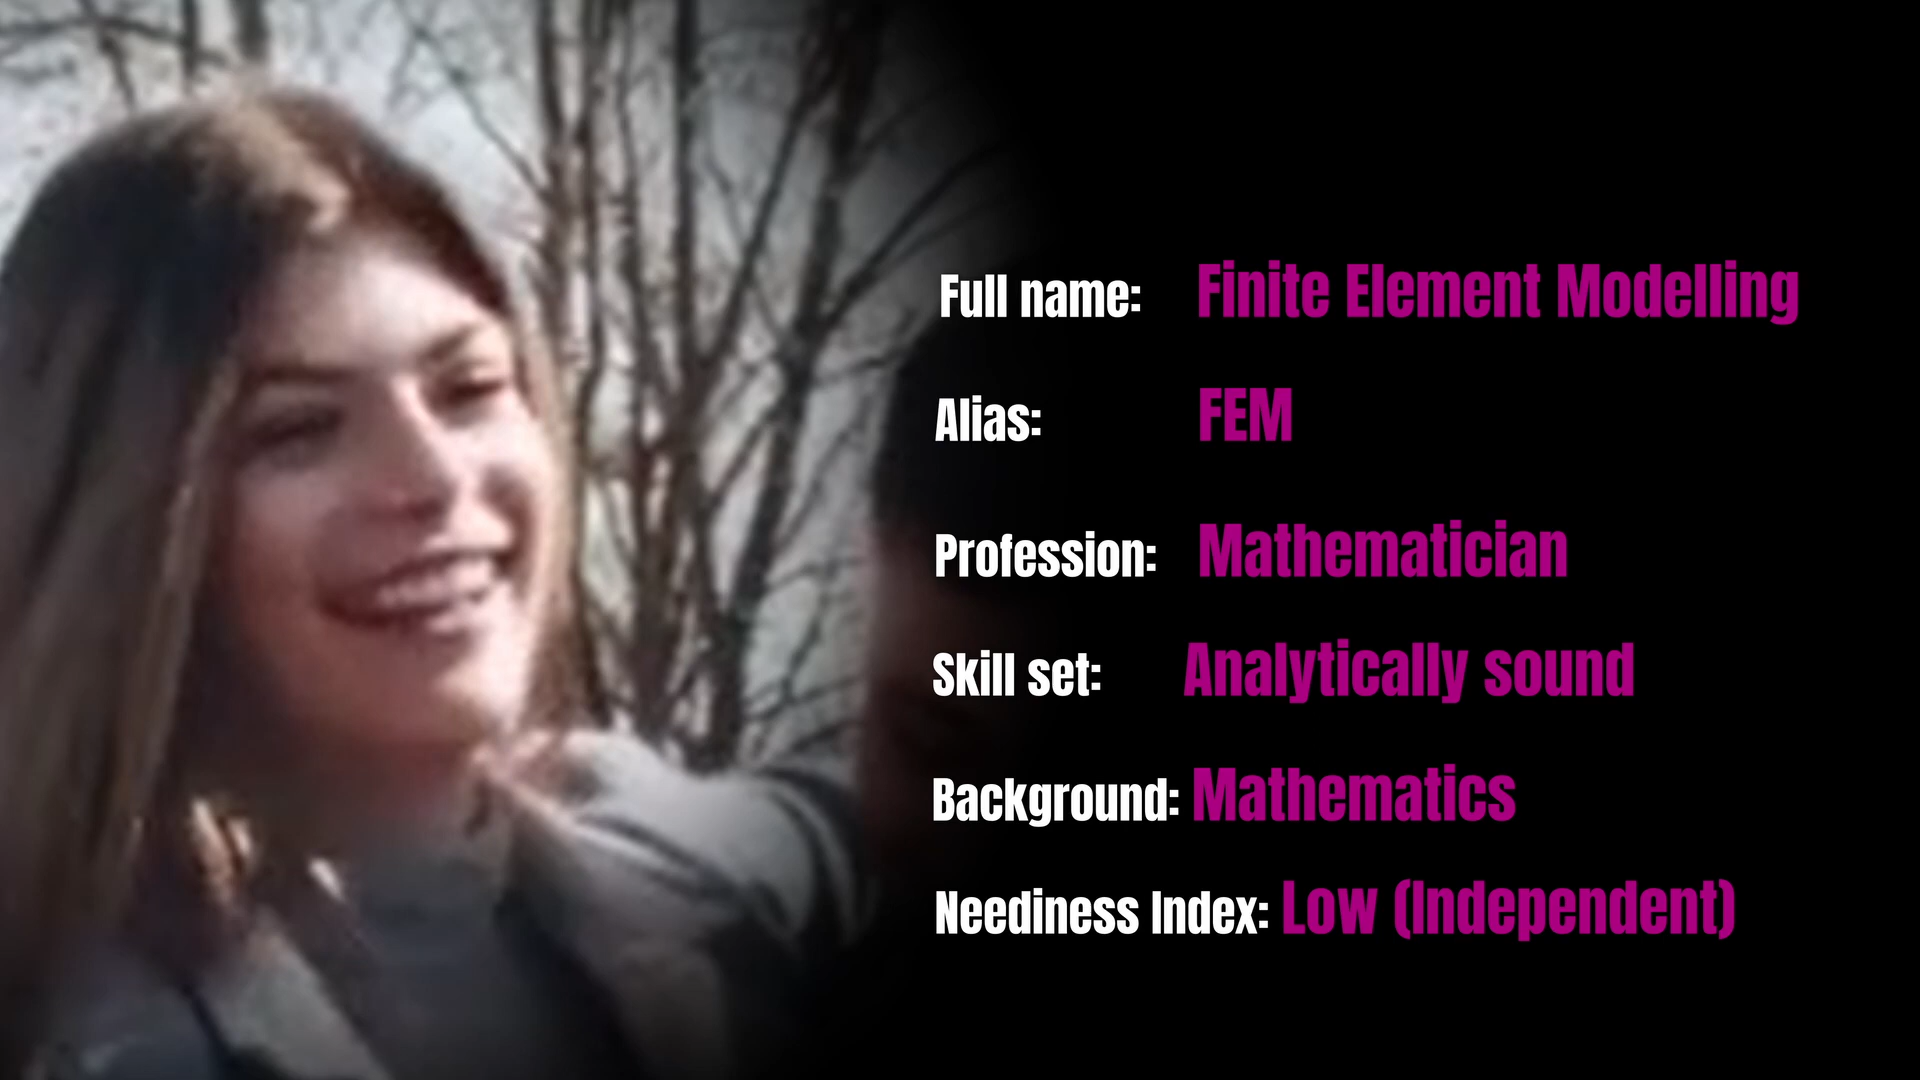 Full name: Finite Element Modelling
Alias: FEM
Profession: Mathematician
Skill set: Analytically sound
Background: Mathematics
Neediness Index: Low (Independent)